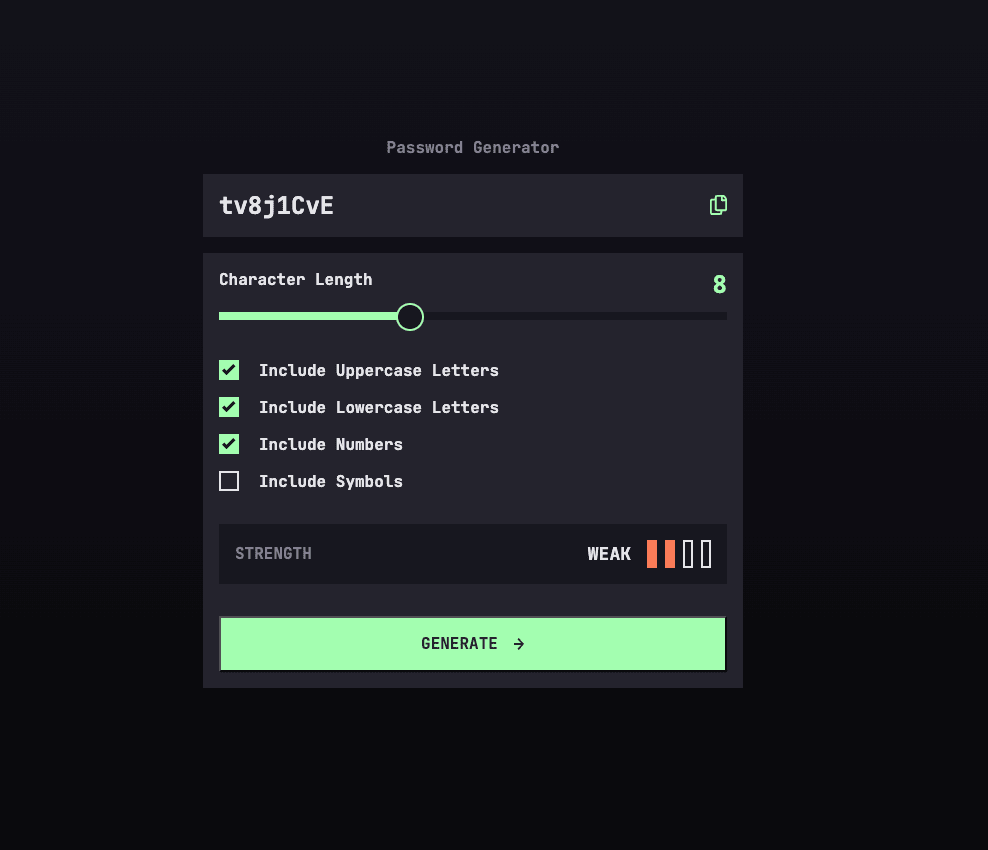 Password Generator
tv8j1CvE
Character Length
8
Include Uppercase Letters
Include Lowercase Letters
Include Numbers
Include Symbols
STRENGTH WEAK
GENERATE →